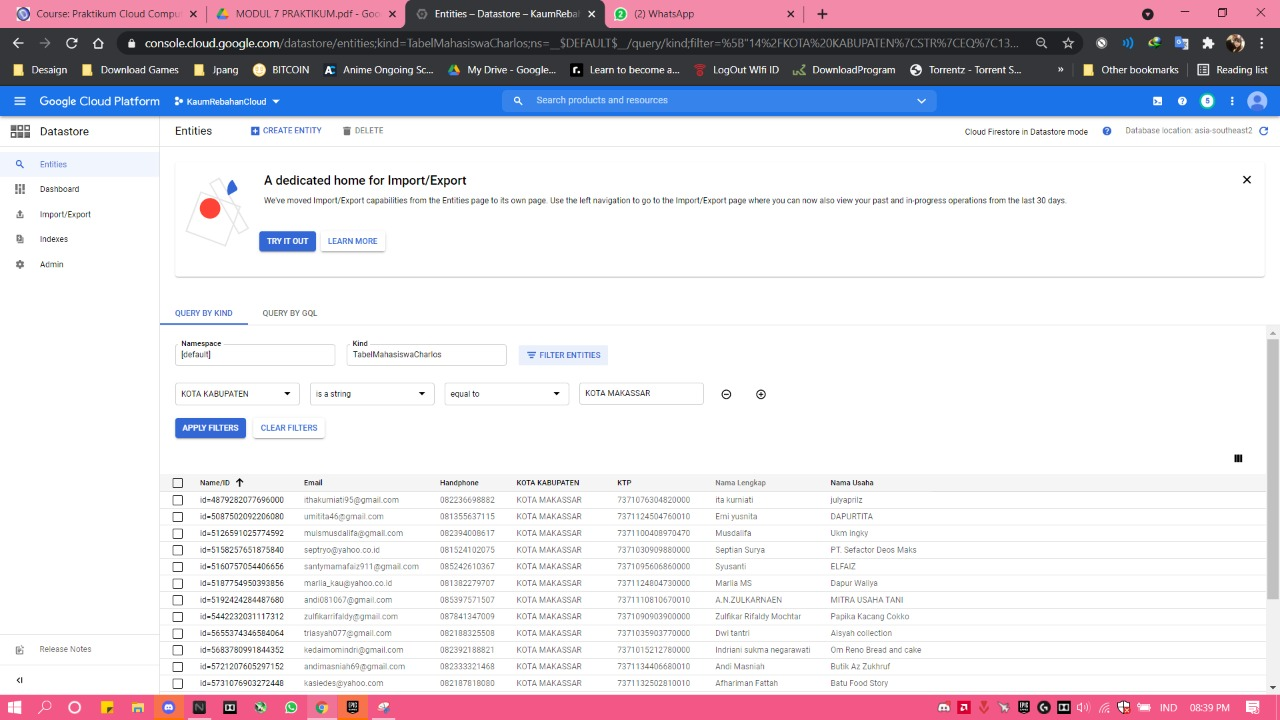 Course: Praktikum Cloud Compu
MODUL 7 PRAKTIKUM.pdf - Goo
Entities – Datastore – KaumRebah
(2) WhatsApp
console.cloud.google.com/datastore/entities;kind=TabelMahasiswaCharlos;ns=__$DEFAULT$__/query/kind;filter=%5B"14%2FKOTA%20KABUPATEN%7CSTR%7CEQ%7C13...
Desaign
Download Games
Jpang
BITCOIN
Anime Ongoing Sc...
My Drive - Google...
Learn to become a...
LogOut WIfi ID
DownloadProgram
Torrentz - Torrent S...
»
Other bookmarks
Reading list
Google Cloud Platform
KaumRebahanCloud
Search products and resources
5
Datastore
Entities
CREATE ENTITY
DELETE
Cloud Firestore in Datastore mode
Database location: asia-southeast2
Entities
Dashboard
Import/Export
Indexes
Admin
A dedicated home for Import/Export
We've moved Import/Export capabilities from the Entities page to its own page. Use the left navigation to go to the Import/Export page where you can now also view your past and in-progress operations from the last 30 days.
TRY IT OUT
LEARN MORE
QUERY BY KIND
QUERY BY GQL
Namespace
[default]
Kind
TabelMahasiswaCharlos
FILTER ENTITIES
KOTA KABUPATEN
is a string
equal to
KOTA MAKASSAR
APPLY FILTERS
CLEAR FILTERS
Name/ID Email Handphone KOTA KABUPATEN KTP Nama Lengkap Nama Usaha
id=4879282077696000 ithakurniati95@gmail.com 082236698882 KOTA MAKASSAR 7371076304820000 ita kurniati julyaprilz
id=5087502092206080 umitita46@gmail.com 081355637115 KOTA MAKASSAR 7371124504760010 Erni yusnita DAPURTITA
id=5126591025774592 muismusdalifa@gmail.com 082394008617 KOTA MAKASSAR 7371100408970470 Musdalifa Ukm ingky
id=5158257651875840 septryo@yahoo.co.id 081524102075 KOTA MAKASSAR 7371030909880000 Septian Surya PT. Sefactor Deos Maks
id=5160757054406656 santymamafaiz911@gmail.com 085242610367 KOTA MAKASSAR 7371095606860000 Syusanti ELFAIZ
id=5187754950393856 marlia_kau@yahoo.co.id 081382279707 KOTA MAKASSAR 7371124804730000 Marlia MS Dapur Waliya
id=5192424284487680 andi081067@gmail.com 085397571507 KOTA MAKASSAR 7371110810670010 A.N.ZULKARNAEN MITRA USAHA TANI
id=5442232031117312 zulfikarrifaldy@gmail.com 087841347009 KOTA MAKASSAR 7371090903900000 Zulfikar Rifaldy Mochtar Papika Kacang Cokko
id=5655374346584064 triasyah077@gmail.com 082188325508 KOTA MAKASSAR 7371035903770000 Dwi tantri Aisyah collection
id=5683780991844352 kedaimomindri@gmail.com 082392188821 KOTA MAKASSAR 7371015212780000 Indriani sukma negarawati Om Reno Bread and cake
id=5721207605297152 andimasniah69@gmail.com 082333321468 KOTA MAKASSAR 7371134406680010 Andi Masniah Butik Az Zukhruf
id=5731076903272448 kasiedes@yahoo.com 082187818080 KOTA MAKASSAR 7371132502810010 Afhariman Fattah Batu Food Story
Release Notes
IND
08:39 PM